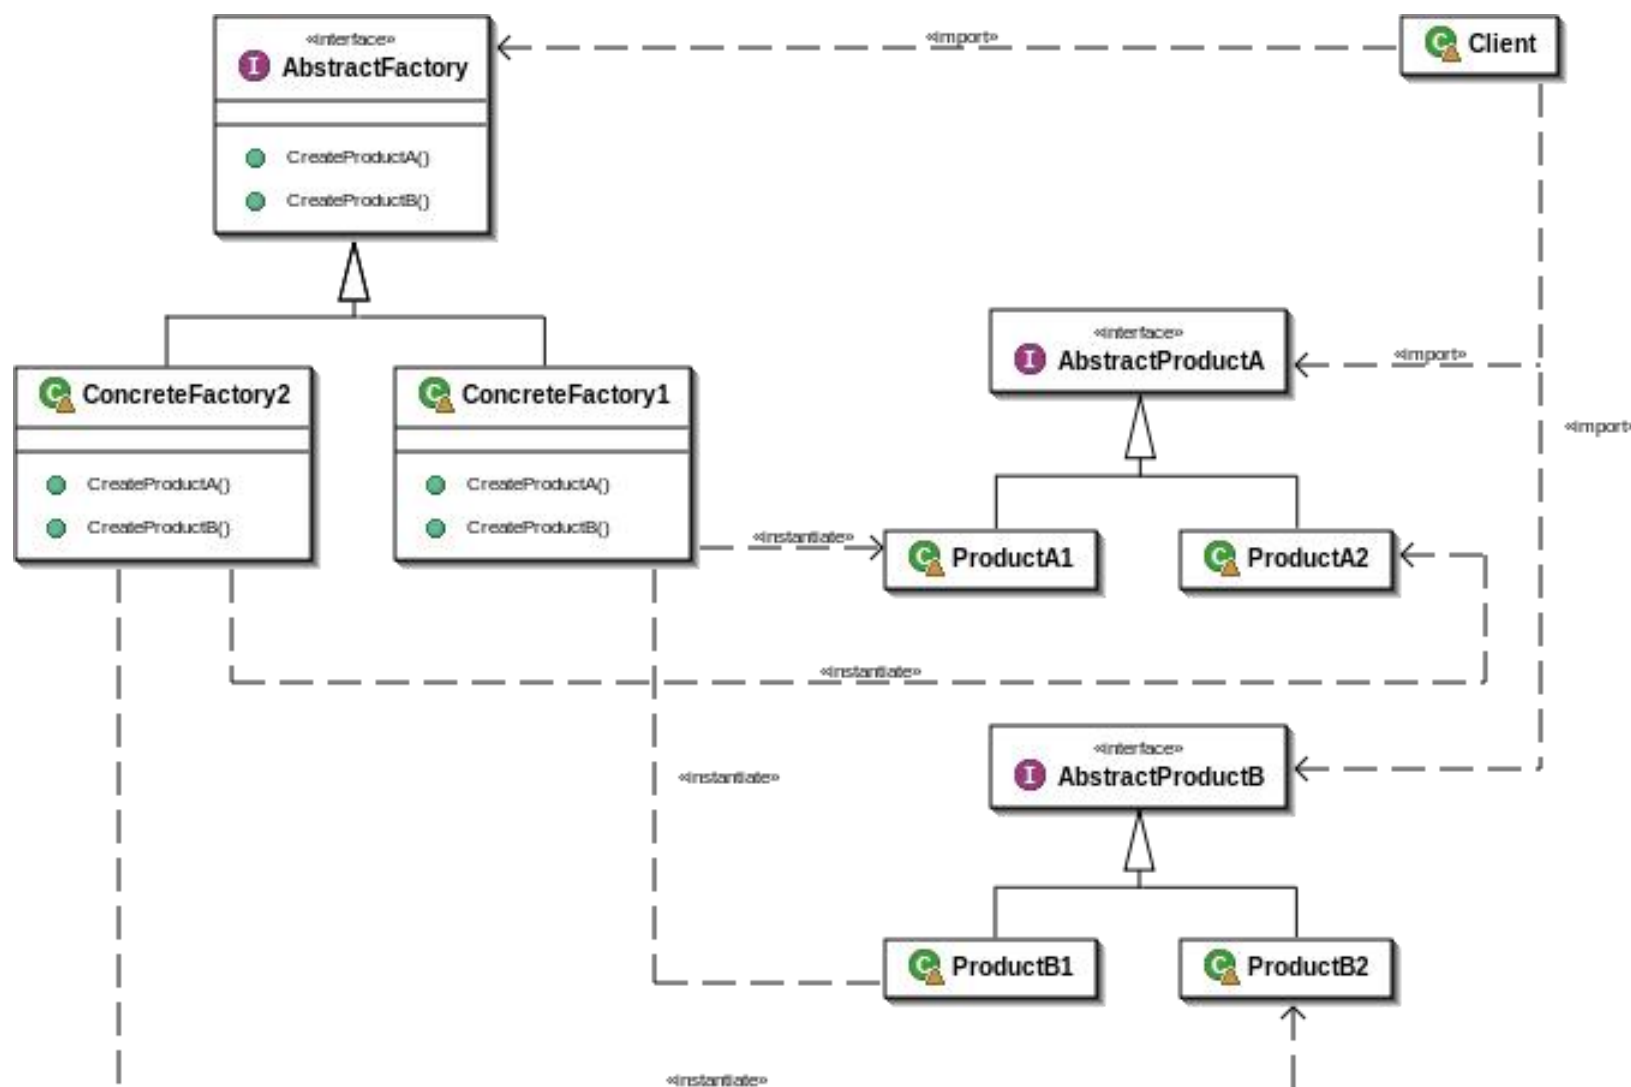 «interface»
I AbstractFactory
CreateProductA()
CreateProductB()
«import»
C Client
C ConcreteFactory2
CreateProductA()
CreateProductB()
C ConcreteFactory1
CreateProductA()
CreateProductB()
«interface»
I AbstractProductA
«import»
«import»
«instantiate»
C ProductA1
C ProductA2
«instantiate»
«interface»
I AbstractProductB
«instantiate»
C ProductB1
C ProductB2
«instantiate»